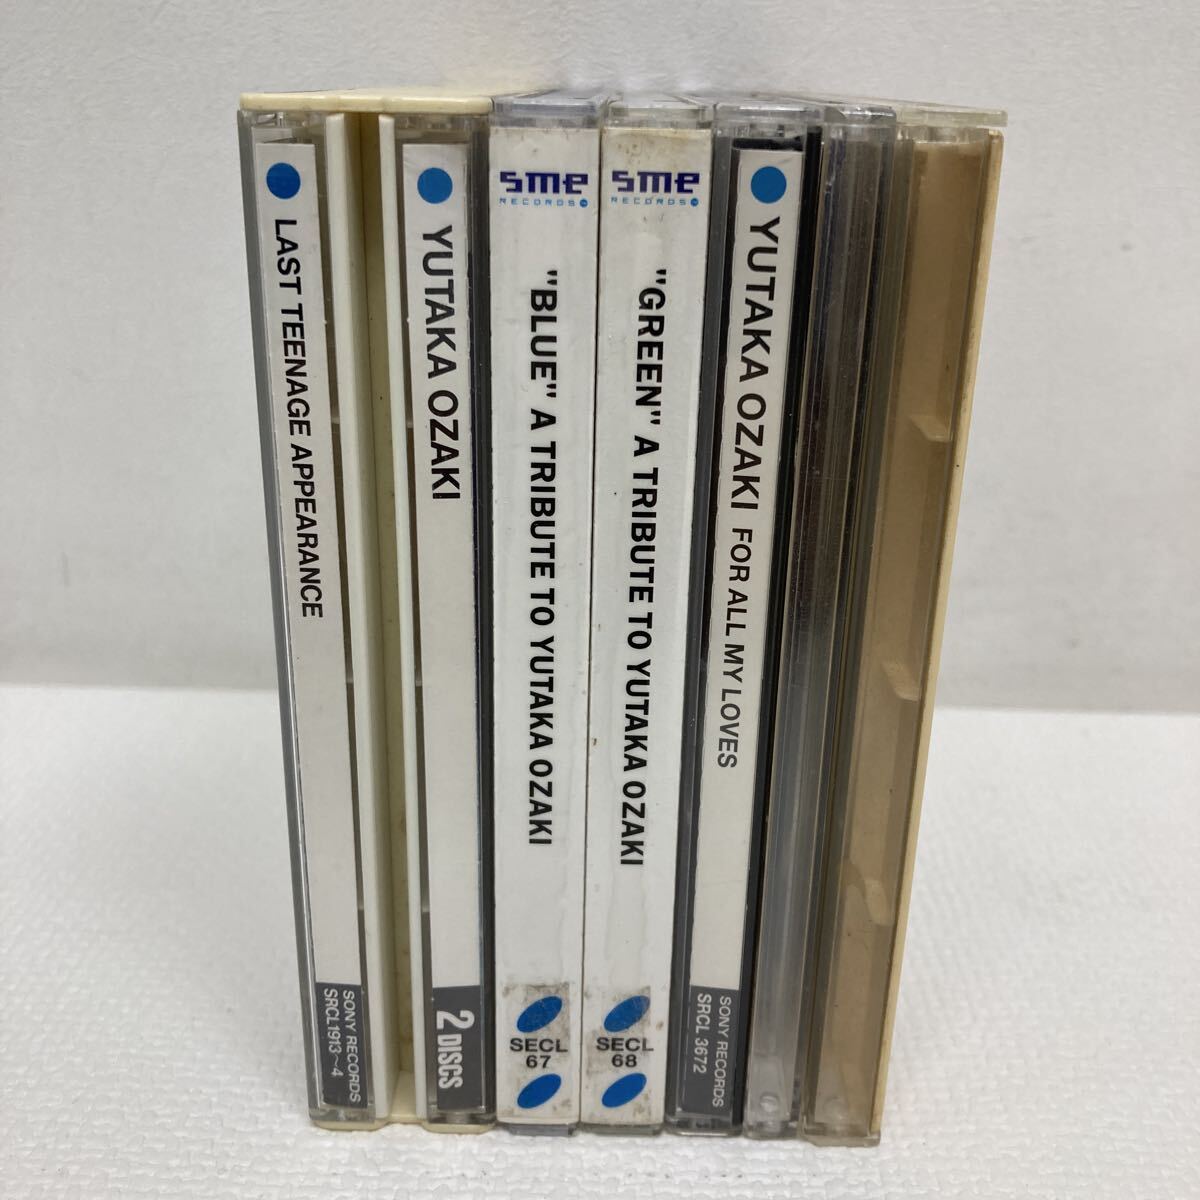 LAST TEENAGE APPEARANCE
SONY RECORDS
SRCL1913~4
YUTAKA OZAKI
2 DISCS
sme
RECORDS
"BLUE" A TRIBUTE TO YUTAKA OZAKI
SECL
67
sme
RECORDS
"GREEN" A TRIBUTE TO YUTAKA OZAKI
SECL
68
YUTAKA OZAKI FOR ALL MY LOVES
SONY RECORDS
SRCL 3672